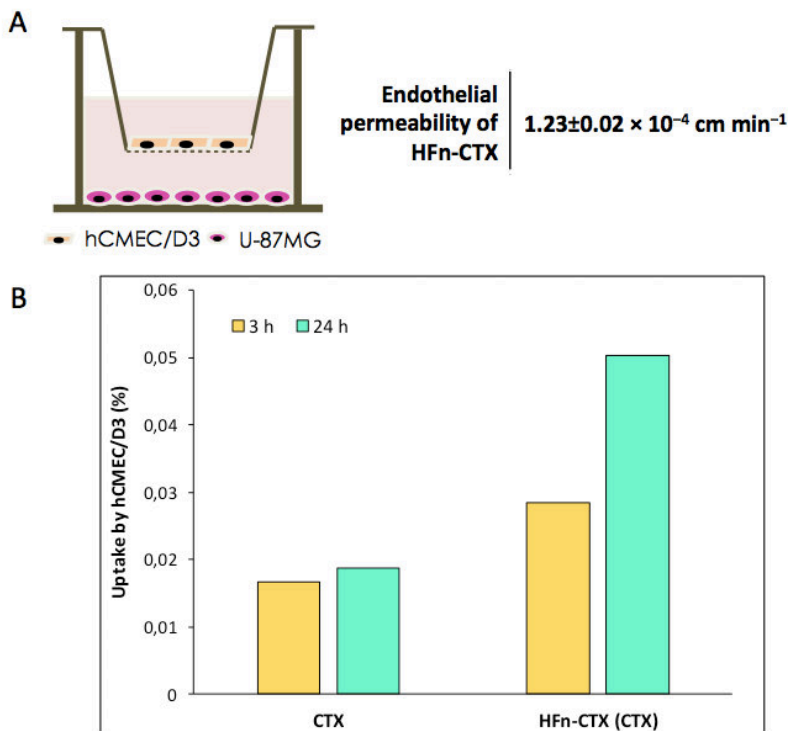 A
Endothelial
permeability of
HFn-CTX
1.23±0.02 × 10⁻⁴ cm min⁻¹
hCMEC/D3 U-87MG
B
0,06
0,05
0,04
0,03
0,02
0,01
0
Uptake by hCMEC/D3 (%)
3 h 24 h
CTX HFn-CTX (CTX)